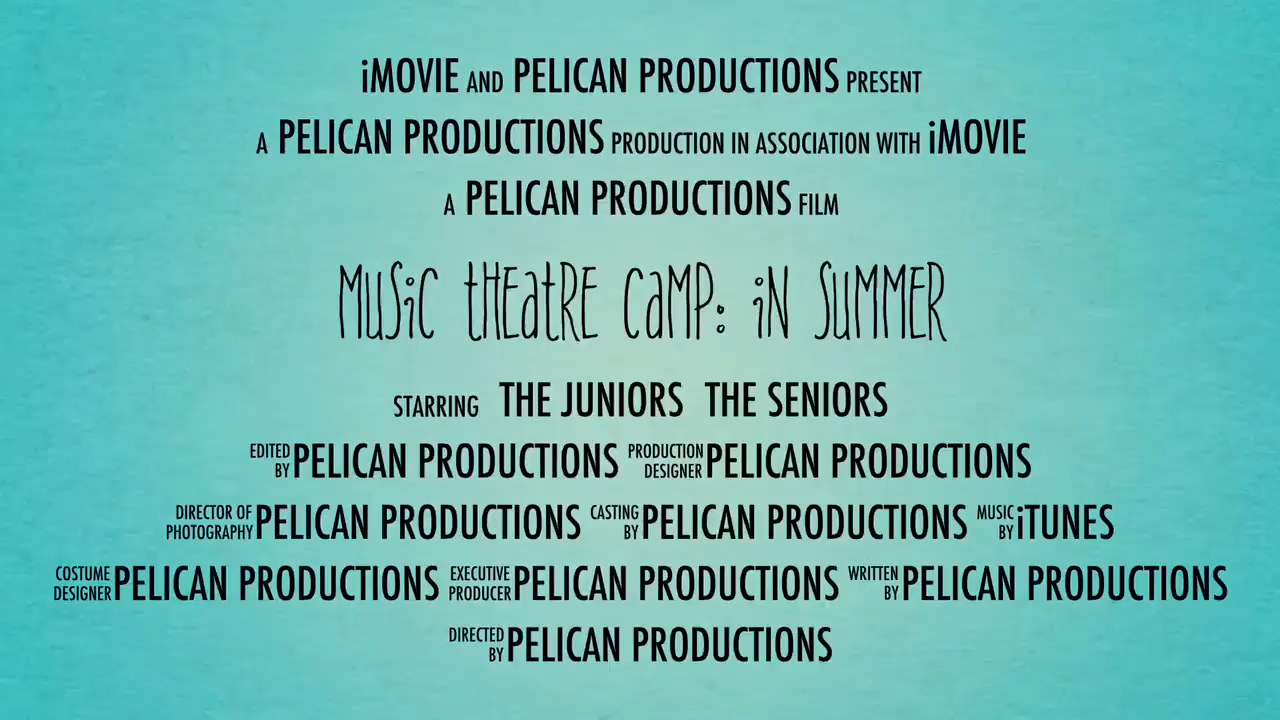 iMOVIE AND PELICAN PRODUCTIONS PRESENT
A PELICAN PRODUCTIONS PRODUCTION IN ASSOCIATION WITH iMOVIE
A PELICAN PRODUCTIONS FILM
MUSiC tHEatRE CaMP: iN SUMMER
STARRING THE JUNIORS THE SENIORS
EDITED BY PELICAN PRODUCTIONS PRODUCTION DESIGNER PELICAN PRODUCTIONS
DIRECTOR OF PHOTOGRAPHY PELICAN PRODUCTIONS CASTING BY PELICAN PRODUCTIONS MUSIC BY iTUNES
COSTUME DESIGNER PELICAN PRODUCTIONS EXECUTIVE PRODUCER PELICAN PRODUCTIONS WRITTEN BY PELICAN PRODUCTIONS
DIRECTED BY PELICAN PRODUCTIONS